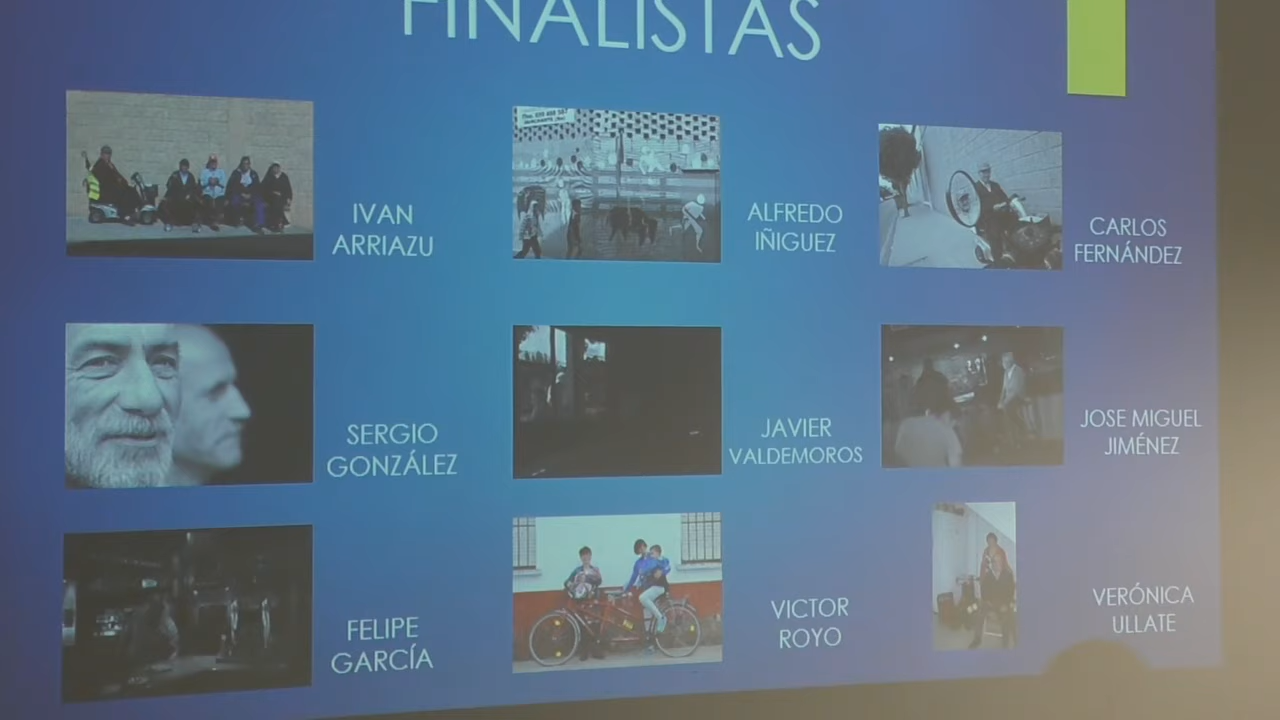 FINALISTAS
IVAN
ARRIAZU
ALFREDO
IÑIGUEZ
CARLOS
FERNÁNDEZ
SERGIO
GONZÁLEZ
JAVIER
VALDEMOROS
JOSE MIGUEL
JIMÉNEZ
FELIPE
GARCÍA
VICTOR
ROYO
VERÓNICA
ULLATE